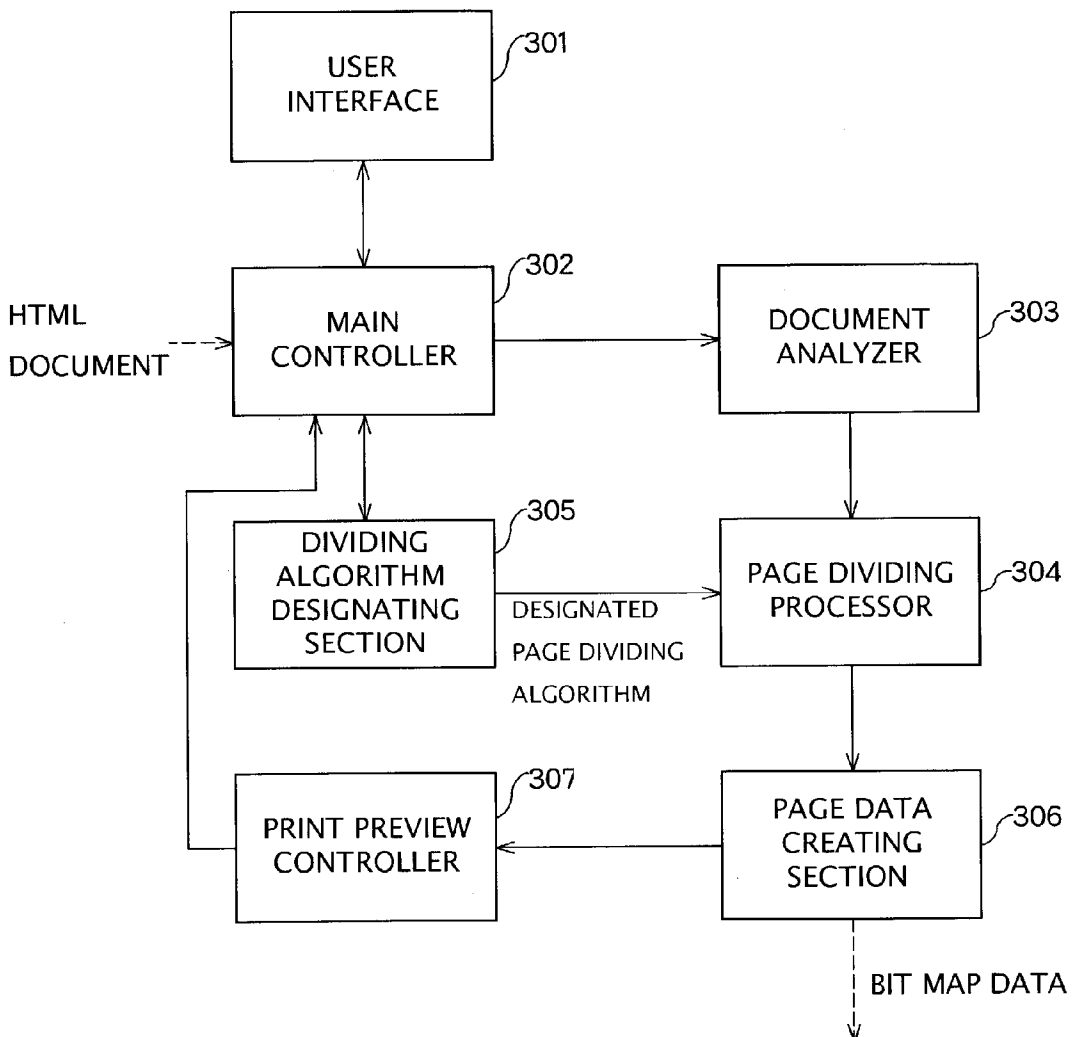 301
USER
INTERFACE
302
MAIN
CONTROLLER
HTML
DOCUMENT
303
DOCUMENT
ANALYZER
305
DIVIDING
ALGORITHM
DESIGNATING
SECTION
DESIGNATED
PAGE DIVIDING
ALGORITHM
304
PAGE DIVIDING
PROCESSOR
307
PRINT PREVIEW
CONTROLLER
306
PAGE DATA
CREATING
SECTION
BIT MAP DATA